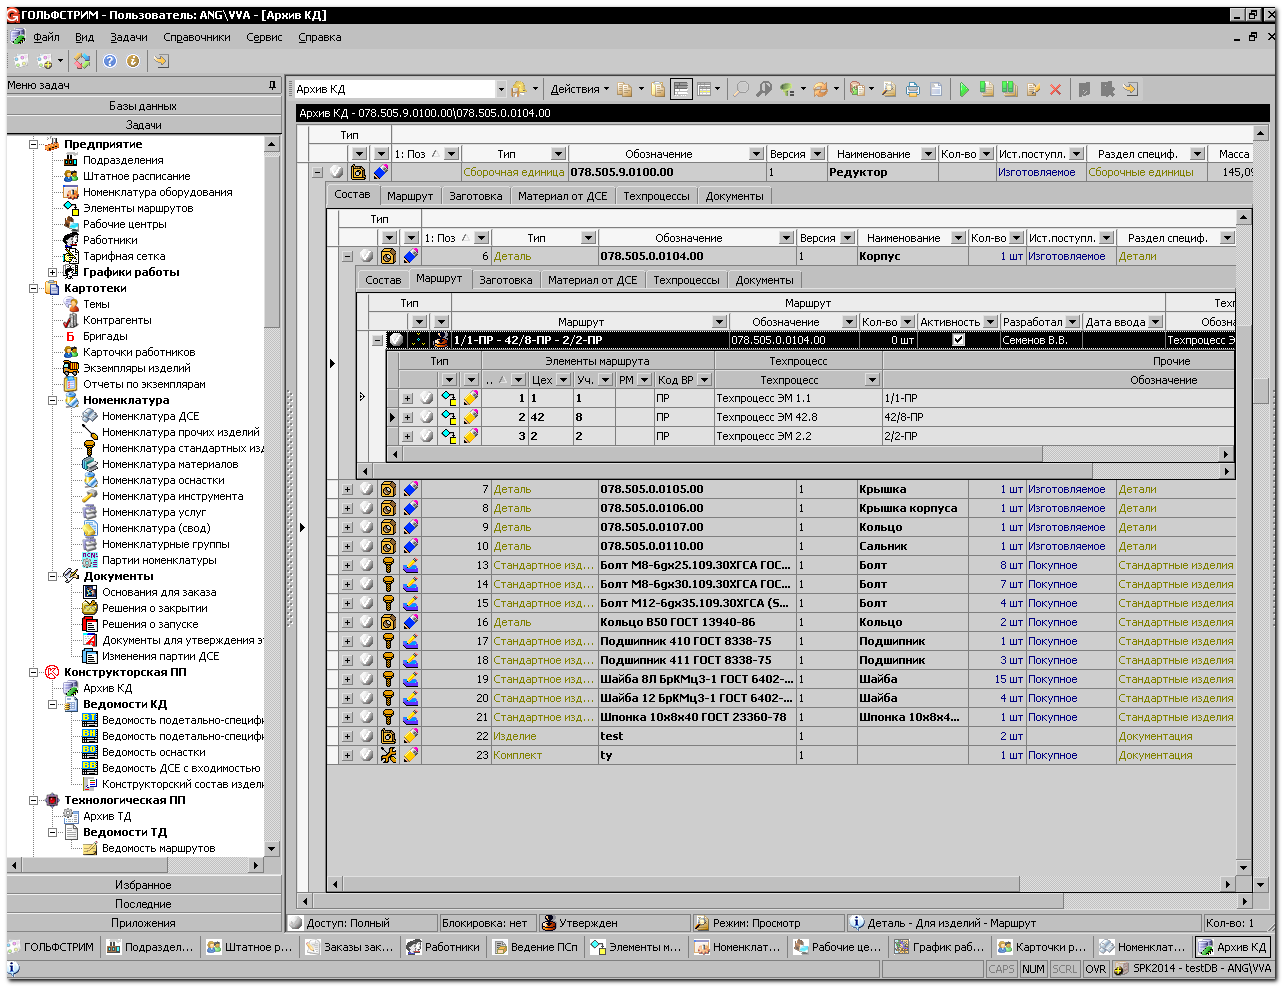 ГОЛЬФСТРИМ - Пользователь: ANG\VVA - [Архив КД]
Файл Вид Задачи Справочники Сервис Справка
Меню задач
Базы данных
Задачи
Предприятие
Подразделения
Штатное расписание
Номенклатура оборудования
Элементы маршрутов
Рабочие центры
Работники
Тарифная сетка
Графики работы
Картотеки
Темы
Контрагенты
Бригады
Карточки работников
Экземпляры изделий
Отчеты по экземплярам
Номенклатура
Номенклатура ДСЕ
Номенклатура прочих изделий
Номенклатура стандартных изд
Номенклатура материалов
Номенклатура оснастки
Номенклатура инструмента
Номенклатура услуг
Номенклатура (свод)
Номенклатурные группы
Партии номенклатуры
Документы
Основания для заказа
Решения о закрытии
Решения о запуске
Документы для утверждения эт
Изменения партии ДСЕ
Конструкторская ПП
Архив КД
Ведомости КД
Ведомость подетально-специфи
Ведомость подетально-специфи
Ведомость оснастки
Ведомость ДСЕ с входимостью
Конструкторский состав издели
Технологическая ПП
Архив ТД
Ведомости ТД
Ведомость маршрутов
Избранное
Последние
Приложения
Архив КД Действия
Архив КД - 078.505.9.0100.00\078.505.0.0104.00
Тип
1: Поз Тип Обозначение Версия Наименование Кол-во Ист.поступл. Раздел специф. Масса
Сборочная единица 078.505.9.0100.00 1 Редуктор Изготовляемое Сборочные единицы 145,09
Состав Маршрут Заготовка Материал от ДСЕ Техпроцессы Документы
Тип
1: Поз Тип Обозначение Версия Наименование Кол-во Ист.поступл. Раздел специф.
6 Деталь 078.505.0.0104.00 1 Корпус 1 шт Изготовляемое Детали
Состав Маршрут Заготовка Материал от ДСЕ Техпроцессы Документы
Тип Маршрут Техп
Маршрут Обозначение Кол-во Активность Разработал Дата ввода Обозна
1/1-ПР - 42/8-ПР - 2/2-ПР 078.505.0.0104.00 0 шт Семенов В.В. Техпроцесс Э
Тип Элементы маршрута Техпроцесс Прочие
.. Цех Уч. РМ Код ВР Техпроцесс Обозначение
1 1 1 ПР Техпроцесс ЭМ 1.1 1/1-ПР
2 42 8 ПР Техпроцесс ЭМ 42.8 42/8-ПР
3 2 2 ПР Техпроцесс ЭМ 2.2 2/2-ПР
7 Деталь 078.505.0.0105.00 1 Крышка 1 шт Изготовляемое Детали
8 Деталь 078.505.0.0106.00 1 Крышка корпуса 1 шт Изготовляемое Детали
9 Деталь 078.505.0.0107.00 1 Кольцо 1 шт Изготовляемое Детали
10 Деталь 078.505.0.0110.00 1 Сальник 1 шт Изготовляемое Детали
13 Стандартное изд... Болт М8-6gх25.109.30ХГСА ГОС... 1 Болт 8 шт Покупное Стандартные изделия
14 Стандартное изд... Болт М8-6gх30.109.30ХГСА ГОС... 1 Болт 7 шт Покупное Стандартные изделия
15 Стандартное изд... Болт М12-6gх35.109.30ХГСА (S... 1 Болт 4 шт Покупное Стандартные изделия
16 Деталь Кольцо В50 ГОСТ 13940-86 1 Кольцо 2 шт Покупное Стандартные изделия
17 Стандартное изд... Подшипник 410 ГОСТ 8338-75 1 Подшипник 1 шт Покупное Стандартные изделия
18 Стандартное изд... Подшипник 411 ГОСТ 8338-75 1 Подшипник 3 шт Покупное Стандартные изделия
19 Стандартное изд... Шайба 8Л БрКМц3-1 ГОСТ 6402-... 1 Шайба 15 шт Покупное Стандартные изделия
20 Стандартное изд... Шайба 12 БрКМц3-1 ГОСТ 6402-... 1 Шайба 4 шт Покупное Стандартные изделия
21 Стандартное изд... Шпонка 10х8х40 ГОСТ 23360-78 1 Шпонка 10х8х4... 1 шт Покупное Стандартные изделия
22 Изделие test 1 2 шт Документация
23 Комплект ty 1 1 шт Покупное Документация
Доступ: Полный Блокировка: нет Утвержден Режим: Просмотр Деталь - Для изделий - Маршрут Кол-во: 1
ГОЛЬФСТРИМ Подраздел... Штатное р... Заказы зак... Работники Ведение ПСп Элементы м... Номенклат... Рабочие це... График раб... Карточки р... Номенклат... Архив КД
CAPS NUM SCRL OVR SPK2014 - testDB - ANG\VVA